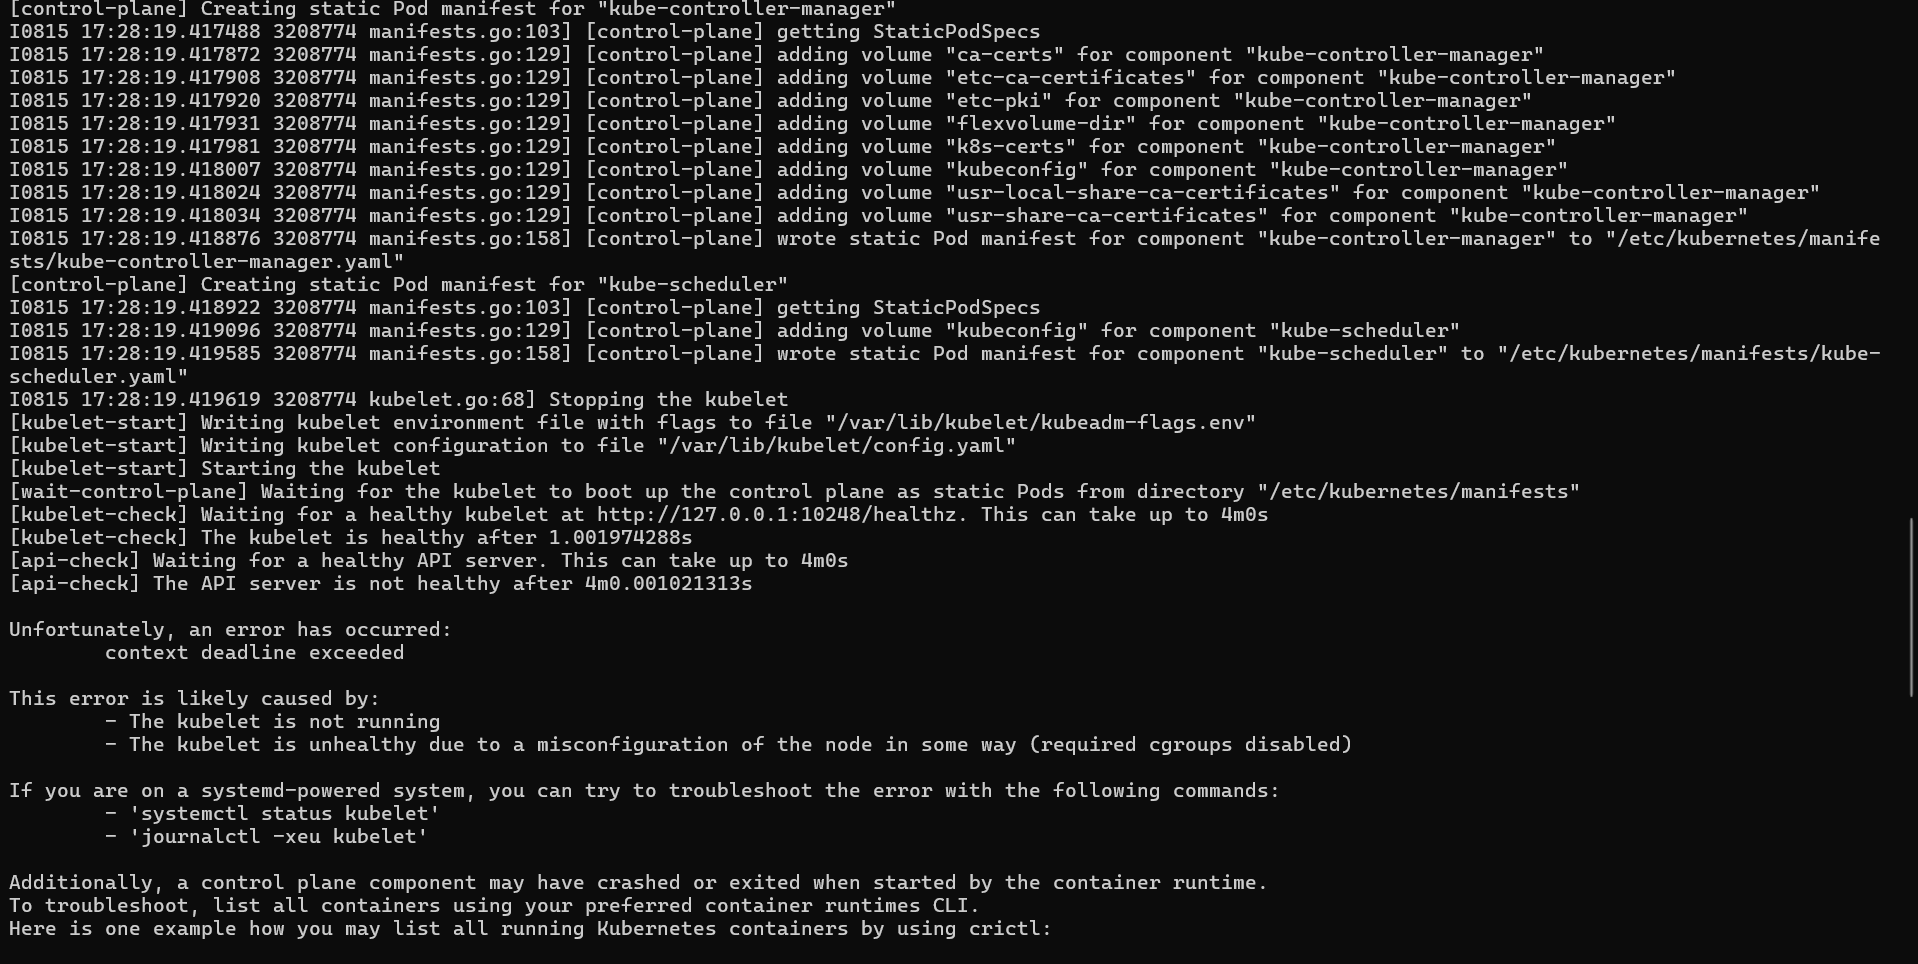 [control-plane] Creating static Pod manifest for "kube-controller-manager"
I0815 17:28:19.417488 3208774 manifests.go:103] [control-plane] getting StaticPodSpecs
I0815 17:28:19.417872 3208774 manifests.go:129] [control-plane] adding volume "ca-certs" for component "kube-controller-manager"
I0815 17:28:19.417908 3208774 manifests.go:129] [control-plane] adding volume "etc-ca-certificates" for component "kube-controller-manager"
I0815 17:28:19.417920 3208774 manifests.go:129] [control-plane] adding volume "etc-pki" for component "kube-controller-manager"
I0815 17:28:19.417931 3208774 manifests.go:129] [control-plane] adding volume "flexvolume-dir" for component "kube-controller-manager"
I0815 17:28:19.417981 3208774 manifests.go:129] [control-plane] adding volume "k8s-certs" for component "kube-controller-manager"
I0815 17:28:19.418007 3208774 manifests.go:129] [control-plane] adding volume "kubeconfig" for component "kube-controller-manager"
I0815 17:28:19.418024 3208774 manifests.go:129] [control-plane] adding volume "usr-local-share-ca-certificates" for component "kube-controller-manager"
I0815 17:28:19.418034 3208774 manifests.go:129] [control-plane] adding volume "usr-share-ca-certificates" for component "kube-controller-manager"
I0815 17:28:19.418876 3208774 manifests.go:158] [control-plane] wrote static Pod manifest for component "kube-controller-manager" to "/etc/kubernetes/manife
sts/kube-controller-manager.yaml"
[control-plane] Creating static Pod manifest for "kube-scheduler"
I0815 17:28:19.418922 3208774 manifests.go:103] [control-plane] getting StaticPodSpecs
I0815 17:28:19.419096 3208774 manifests.go:129] [control-plane] adding volume "kubeconfig" for component "kube-scheduler"
I0815 17:28:19.419585 3208774 manifests.go:158] [control-plane] wrote static Pod manifest for component "kube-scheduler" to "/etc/kubernetes/manifests/kube-
scheduler.yaml"
I0815 17:28:19.419619 3208774 kubelet.go:68] Stopping the kubelet
[kubelet-start] Writing kubelet environment file with flags to file "/var/lib/kubelet/kubeadm-flags.env"
[kubelet-start] Writing kubelet configuration to file "/var/lib/kubelet/config.yaml"
[kubelet-start] Starting the kubelet
[wait-control-plane] Waiting for the kubelet to boot up the control plane as static Pods from directory "/etc/kubernetes/manifests"
[kubelet-check] Waiting for a healthy kubelet at http://127.0.0.1:10248/healthz. This can take up to 4m0s
[kubelet-check] The kubelet is healthy after 1.001974288s
[api-check] Waiting for a healthy API server. This can take up to 4m0s
[api-check] The API server is not healthy after 4m0.001021313s

Unfortunately, an error has occurred:
        context deadline exceeded

This error is likely caused by:
        - The kubelet is not running
        - The kubelet is unhealthy due to a misconfiguration of the node in some way (required cgroups disabled)

If you are on a systemd-powered system, you can try to troubleshoot the error with the following commands:
        - 'systemctl status kubelet'
        - 'journalctl -xeu kubelet'

Additionally, a control plane component may have crashed or exited when started by the container runtime.
To troubleshoot, list all containers using your preferred container runtimes CLI.
Here is one example how you may list all running Kubernetes containers by using crictl: